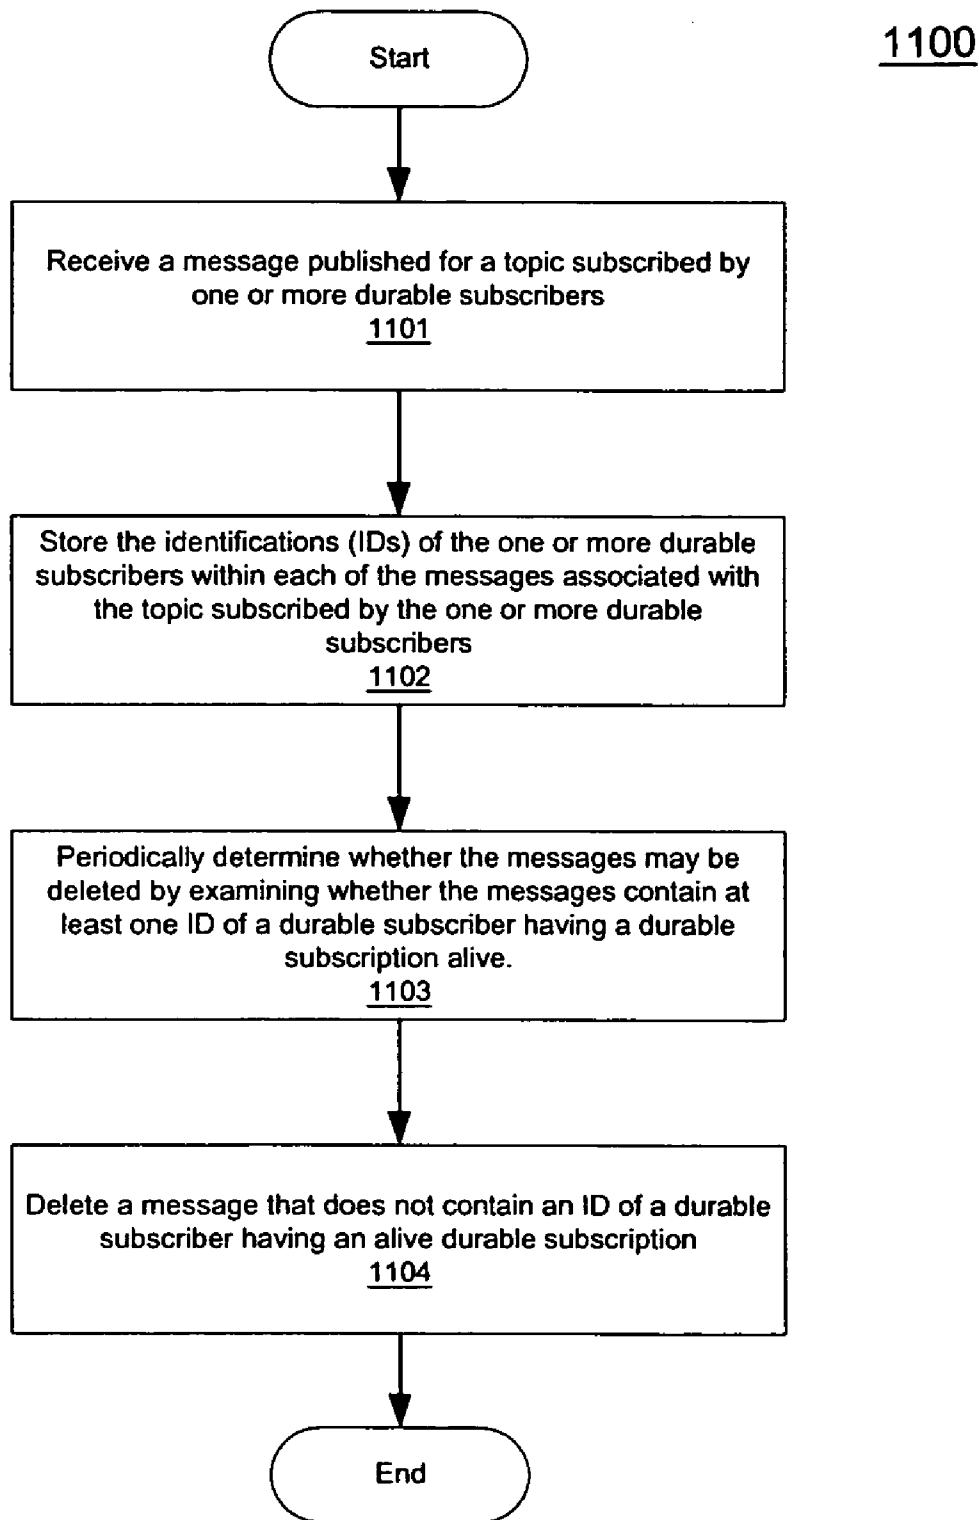 1100
Start
Receive a message published for a topic subscribed by
one or more durable subscribers
1101
Store the identifications (IDs) of the one or more durable
subscribers within each of the messages associated with
the topic subscribed by the one or more durable
subscribers
1102
Periodically determine whether the messages may be
deleted by examining whether the messages contain at
least one ID of a durable subscriber having a durable
subscription alive.
1103
Delete a message that does not contain an ID of a durable
subscriber having an alive durable subscription
1104
End